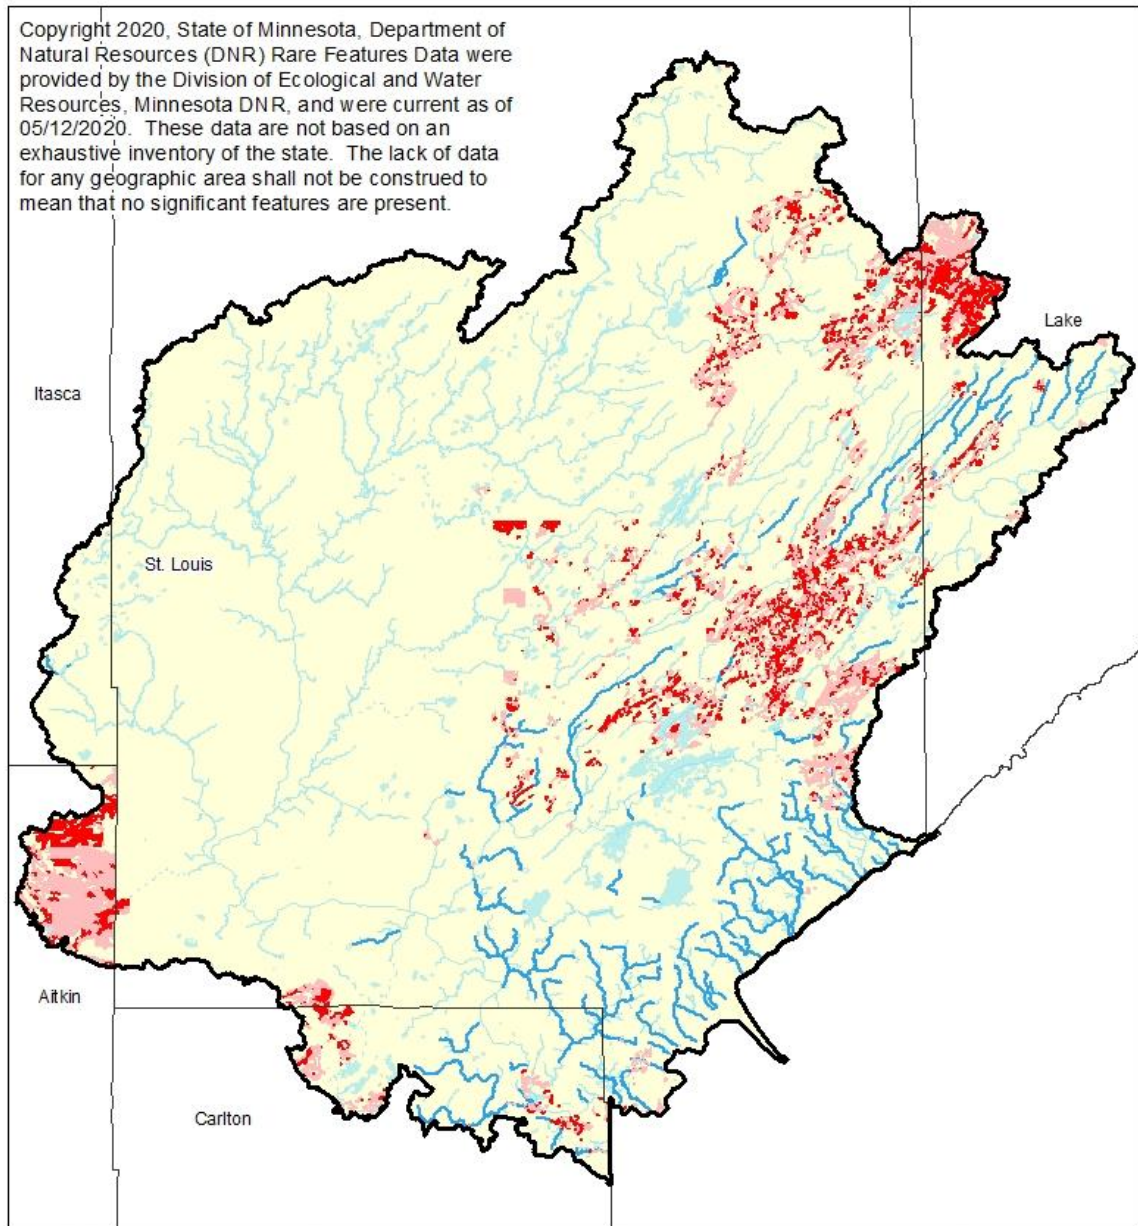 Copyright 2020, State of Minnesota, Department of
Natural Resources (DNR) Rare Features Data were
provided by the Division of Ecological and Water
Resources, Minnesota DNR, and were current as of
05/12/2020. These data are not based on an
exhaustive inventory of the state. The lack of data
for any geographic area shall not be construed to
mean that no significant features are present.
Lake
Itasca
St. Louis
Aitkin
Carlton